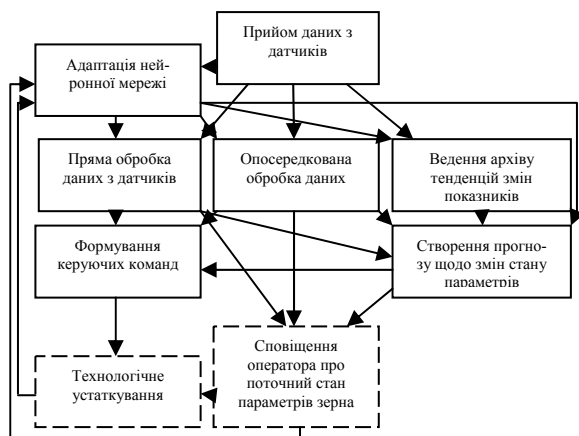 Прийом даних з
датчиків
Адаптація ней-
ронної мережі
Пряма обробка
даних з датчиків
Опосередкована
обробка даних
Ведення архіву
тенденцій змін
показників
Формування
керуючих команд
Створення прогно-
зу щодо змін стану
параметрів
Технологічне
устаткування
Сповіщення
оператора про
поточний стан
параметрів зерна